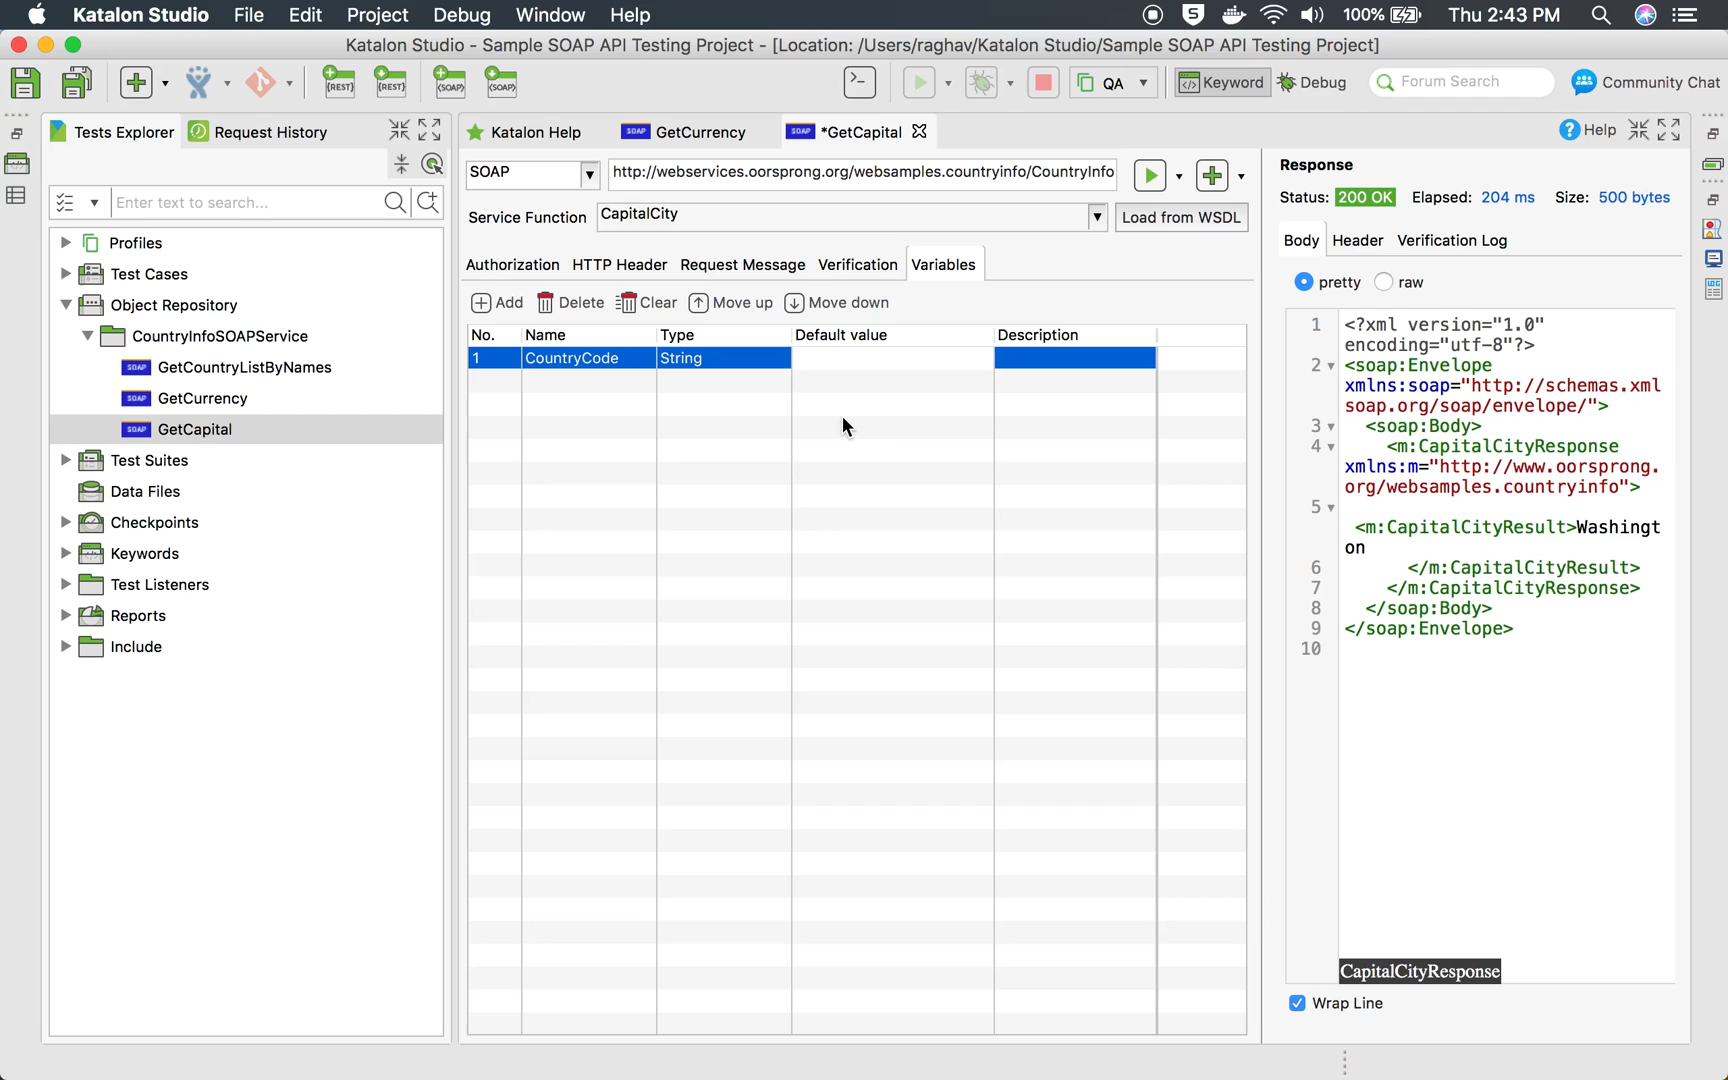 Katalon Studio File Edit Project Debug Window Help 100% Thu 2:43 PM
Katalon Studio - Sample SOAP API Testing Project - [Location: /Users/raghav/Katalon Studio/Sample SOAP API Testing Project]
{REST} {REST} {SOAP} {SOAP} QA Keyword Debug Forum Search Community Chat
Tests Explorer Request History
Enter text to search...
Profiles
Test Cases
Object Repository
CountryInfoSOAPService
SOAP GetCountryListByNames
SOAP GetCurrency
SOAP GetCapital
Test Suites
Data Files
Checkpoints
Keywords
Test Listeners
Reports
Include
Katalon Help SOAP GetCurrency SOAP *GetCapital
Help
SOAP http://webservices.oorsprong.org/websamples.countryinfo/CountryInfo
Service Function CapitalCity Load from WSDL
Authorization HTTP Header Request Message Verification Variables
Add Delete Clear Move up Move down
No. Name Type Default value Description
1 CountryCode String
Response
Status: 200 OK Elapsed: 204 ms Size: 500 bytes
Body Header Verification Log
pretty raw
1 <?xml version="1.0"
encoding="utf-8"?>
2 <soap:Envelope
xmlns:soap="http://schemas.xml
soap.org/soap/envelope/">
3 <soap:Body>
4 <m:CapitalCityResponse
xmlns:m="http://www.oorsprong.
org/websamples.countryinfo">
5
<m:CapitalCityResult>Washingt
on
6 </m:CapitalCityResult>
7 </m:CapitalCityResponse>
8 </soap:Body>
9 </soap:Envelope>
10
CapitalCityResponse
Wrap Line